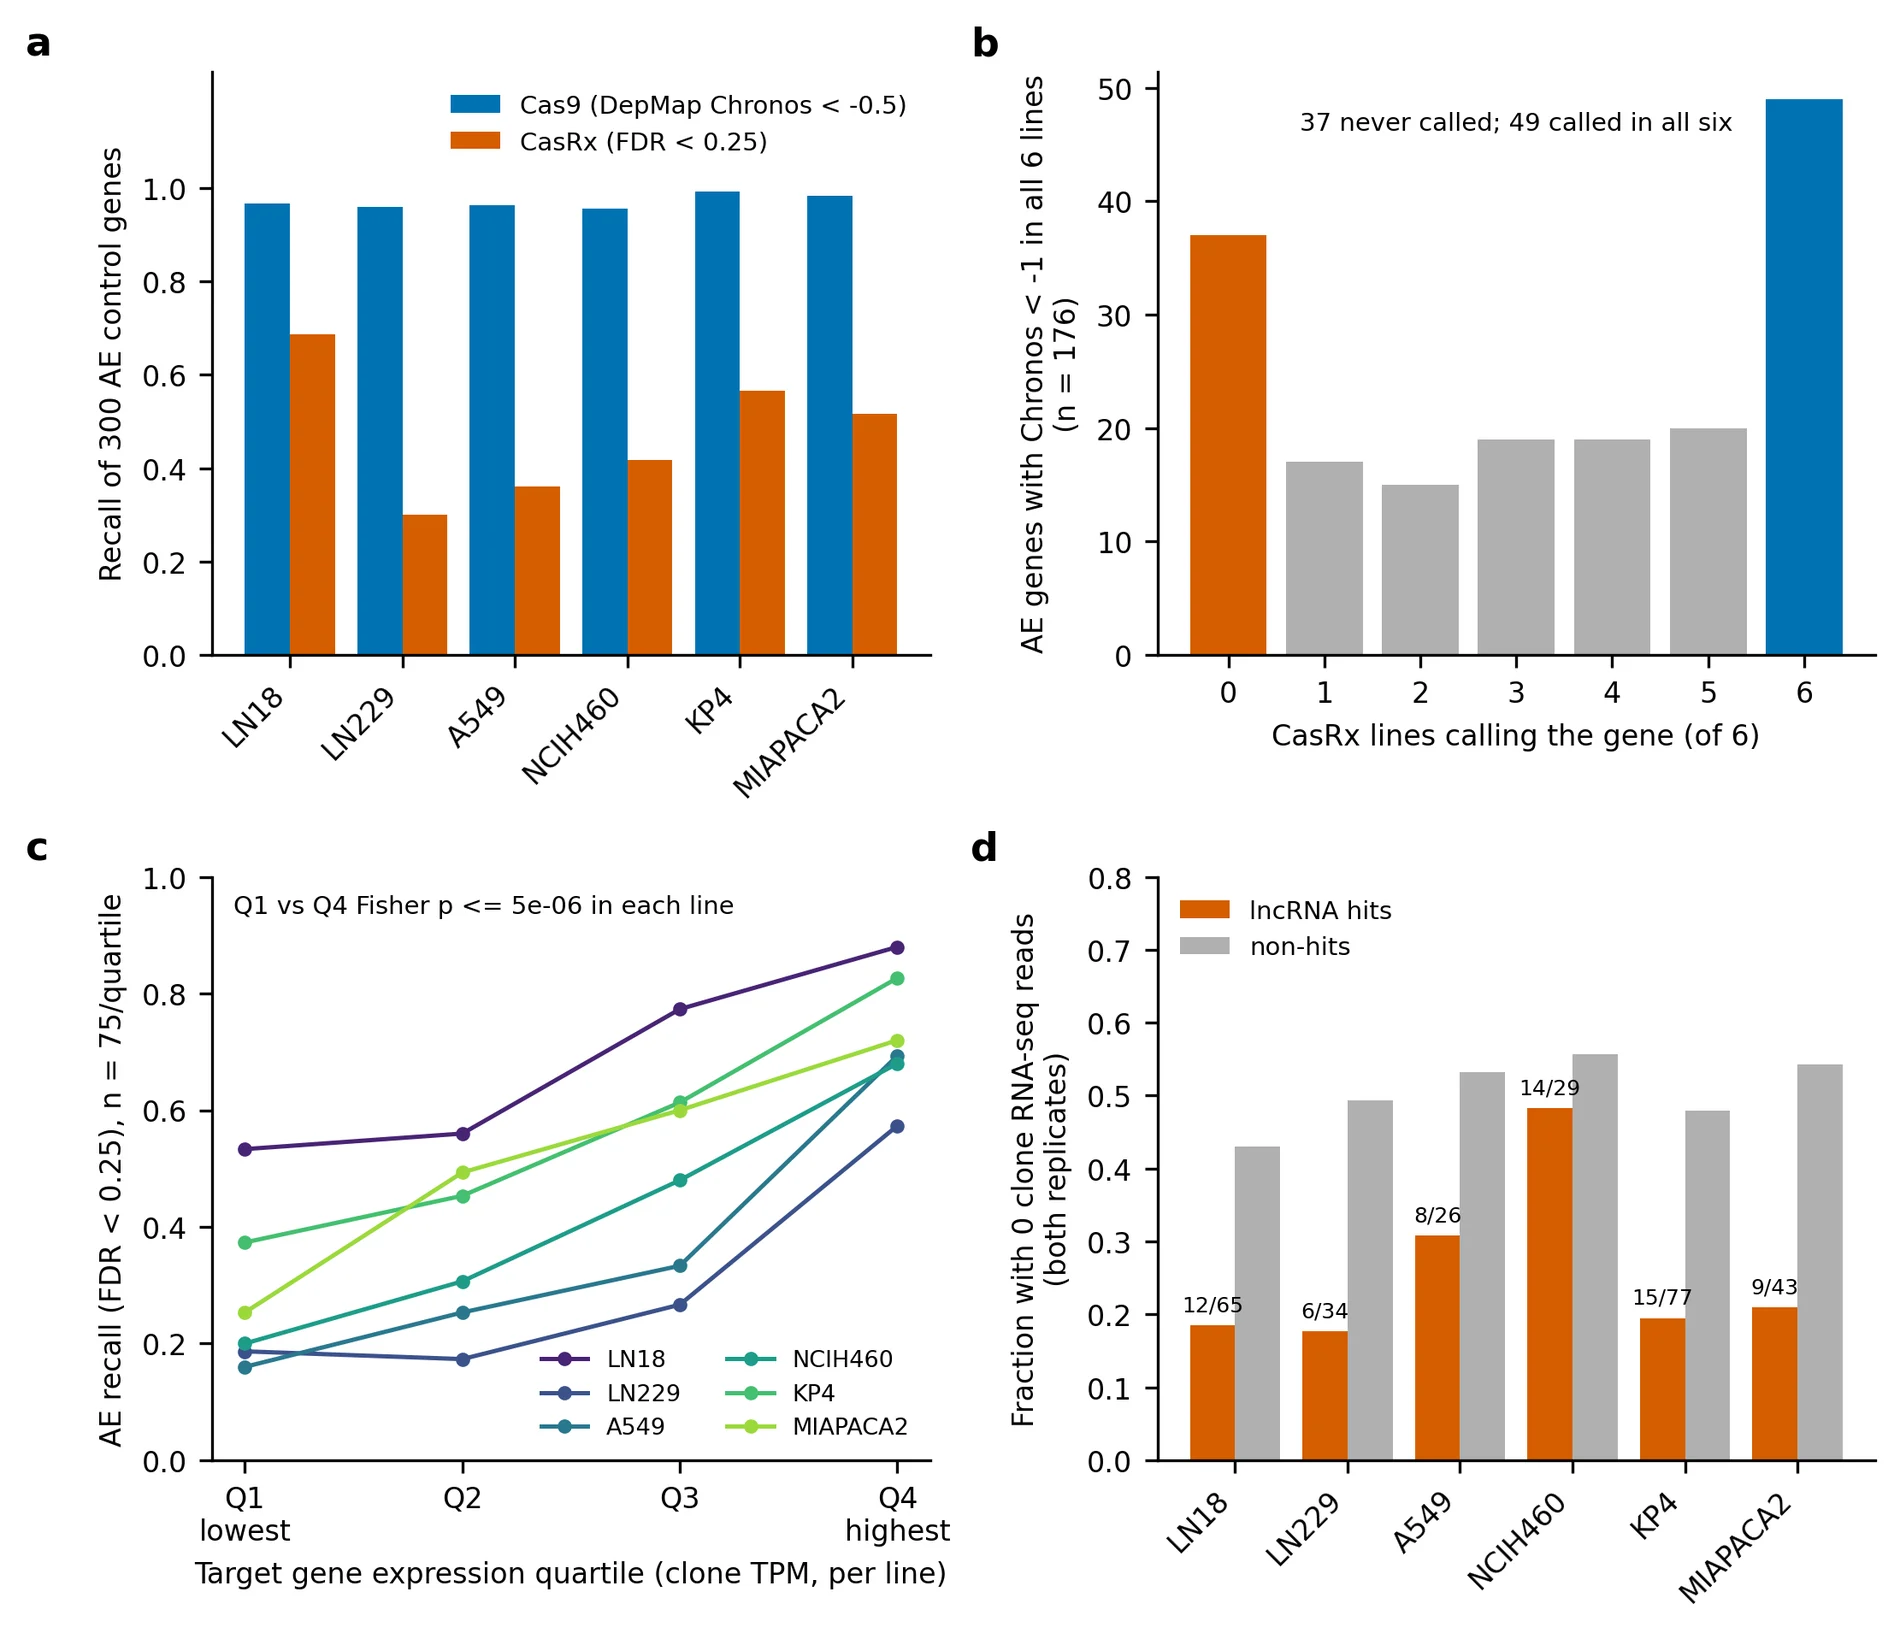 a
Cas9 (DepMap Chronos < -0.5)
CasRx (FDR < 0.25)
Recall of 300 AE control genes
1.0
0.8
0.6
0.4
0.2
0.0
LN18
LN229
A549
NCIH460
KP4
MIAPACA2
b
37 never called; 49 called in all six
AE genes with Chronos < -1 in all 6 lines
(n = 176)
50
40
30
20
10
0
0 1 2 3 4 5 6
CasRx lines calling the gene (of 6)
c
Q1 vs Q4 Fisher p <= 5e-06 in each line
AE recall (FDR < 0.25), n = 75/quartile
1.0
0.8
0.6
0.4
0.2
0.0
LN18
LN229
A549
NCIH460
KP4
MIAPACA2
Q1 Q2 Q3 Q4
lowest highest
Target gene expression quartile (clone TPM, per line)
d
lncRNA hits
non-hits
Fraction with 0 clone RNA-seq reads
(both replicates)
0.8
0.7
0.6
0.5
0.4
0.3
0.2
0.1
0.0
12/65
6/34
8/26
14/29
15/77
9/43
LN18
LN229
A549
NCIH460
KP4
MIAPACA2